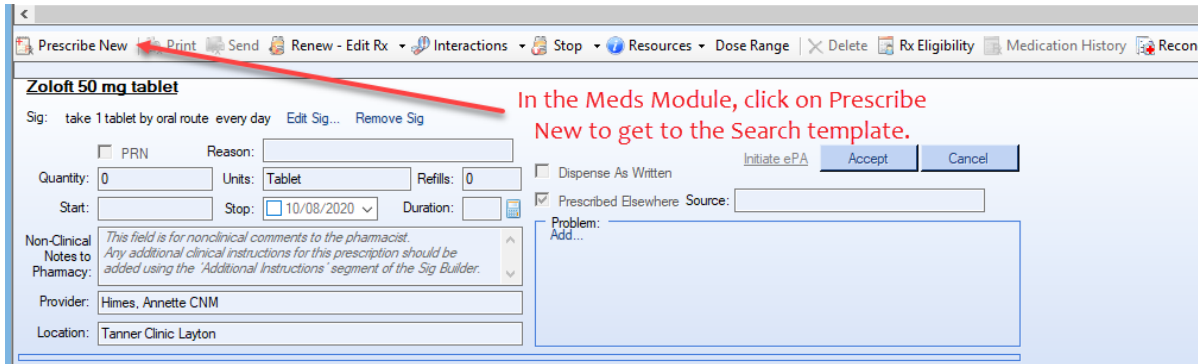 Prescribe New Print Send Renew - Edit Rx Interactions Stop Resources Dose Range Delete Rx Eligibility Medication History Recon
Zoloft 50 mg tablet
In the Meds Module, click on Prescribe
New to get to the Search template.
Sig: take 1 tablet by oral route every day Edit Sig... Remove Sig
PRN Reason:
Initiate ePA Accept Cancel
Quantity: 0 Units: Tablet Refills: 0
Dispense As Written
Start: Stop: 10/08/2020 Duration:
Prescribed Elsewhere Source:
Problem:
Add...
Non-Clinical
Notes to
Pharmacy:
This field is for nonclinical comments to the pharmacist.
Any additional clinical instructions for this prescription should be
added using the 'Additional Instructions' segment of the Sig Builder.
Provider: Himes, Annette CNM
Location: Tanner Clinic Layton